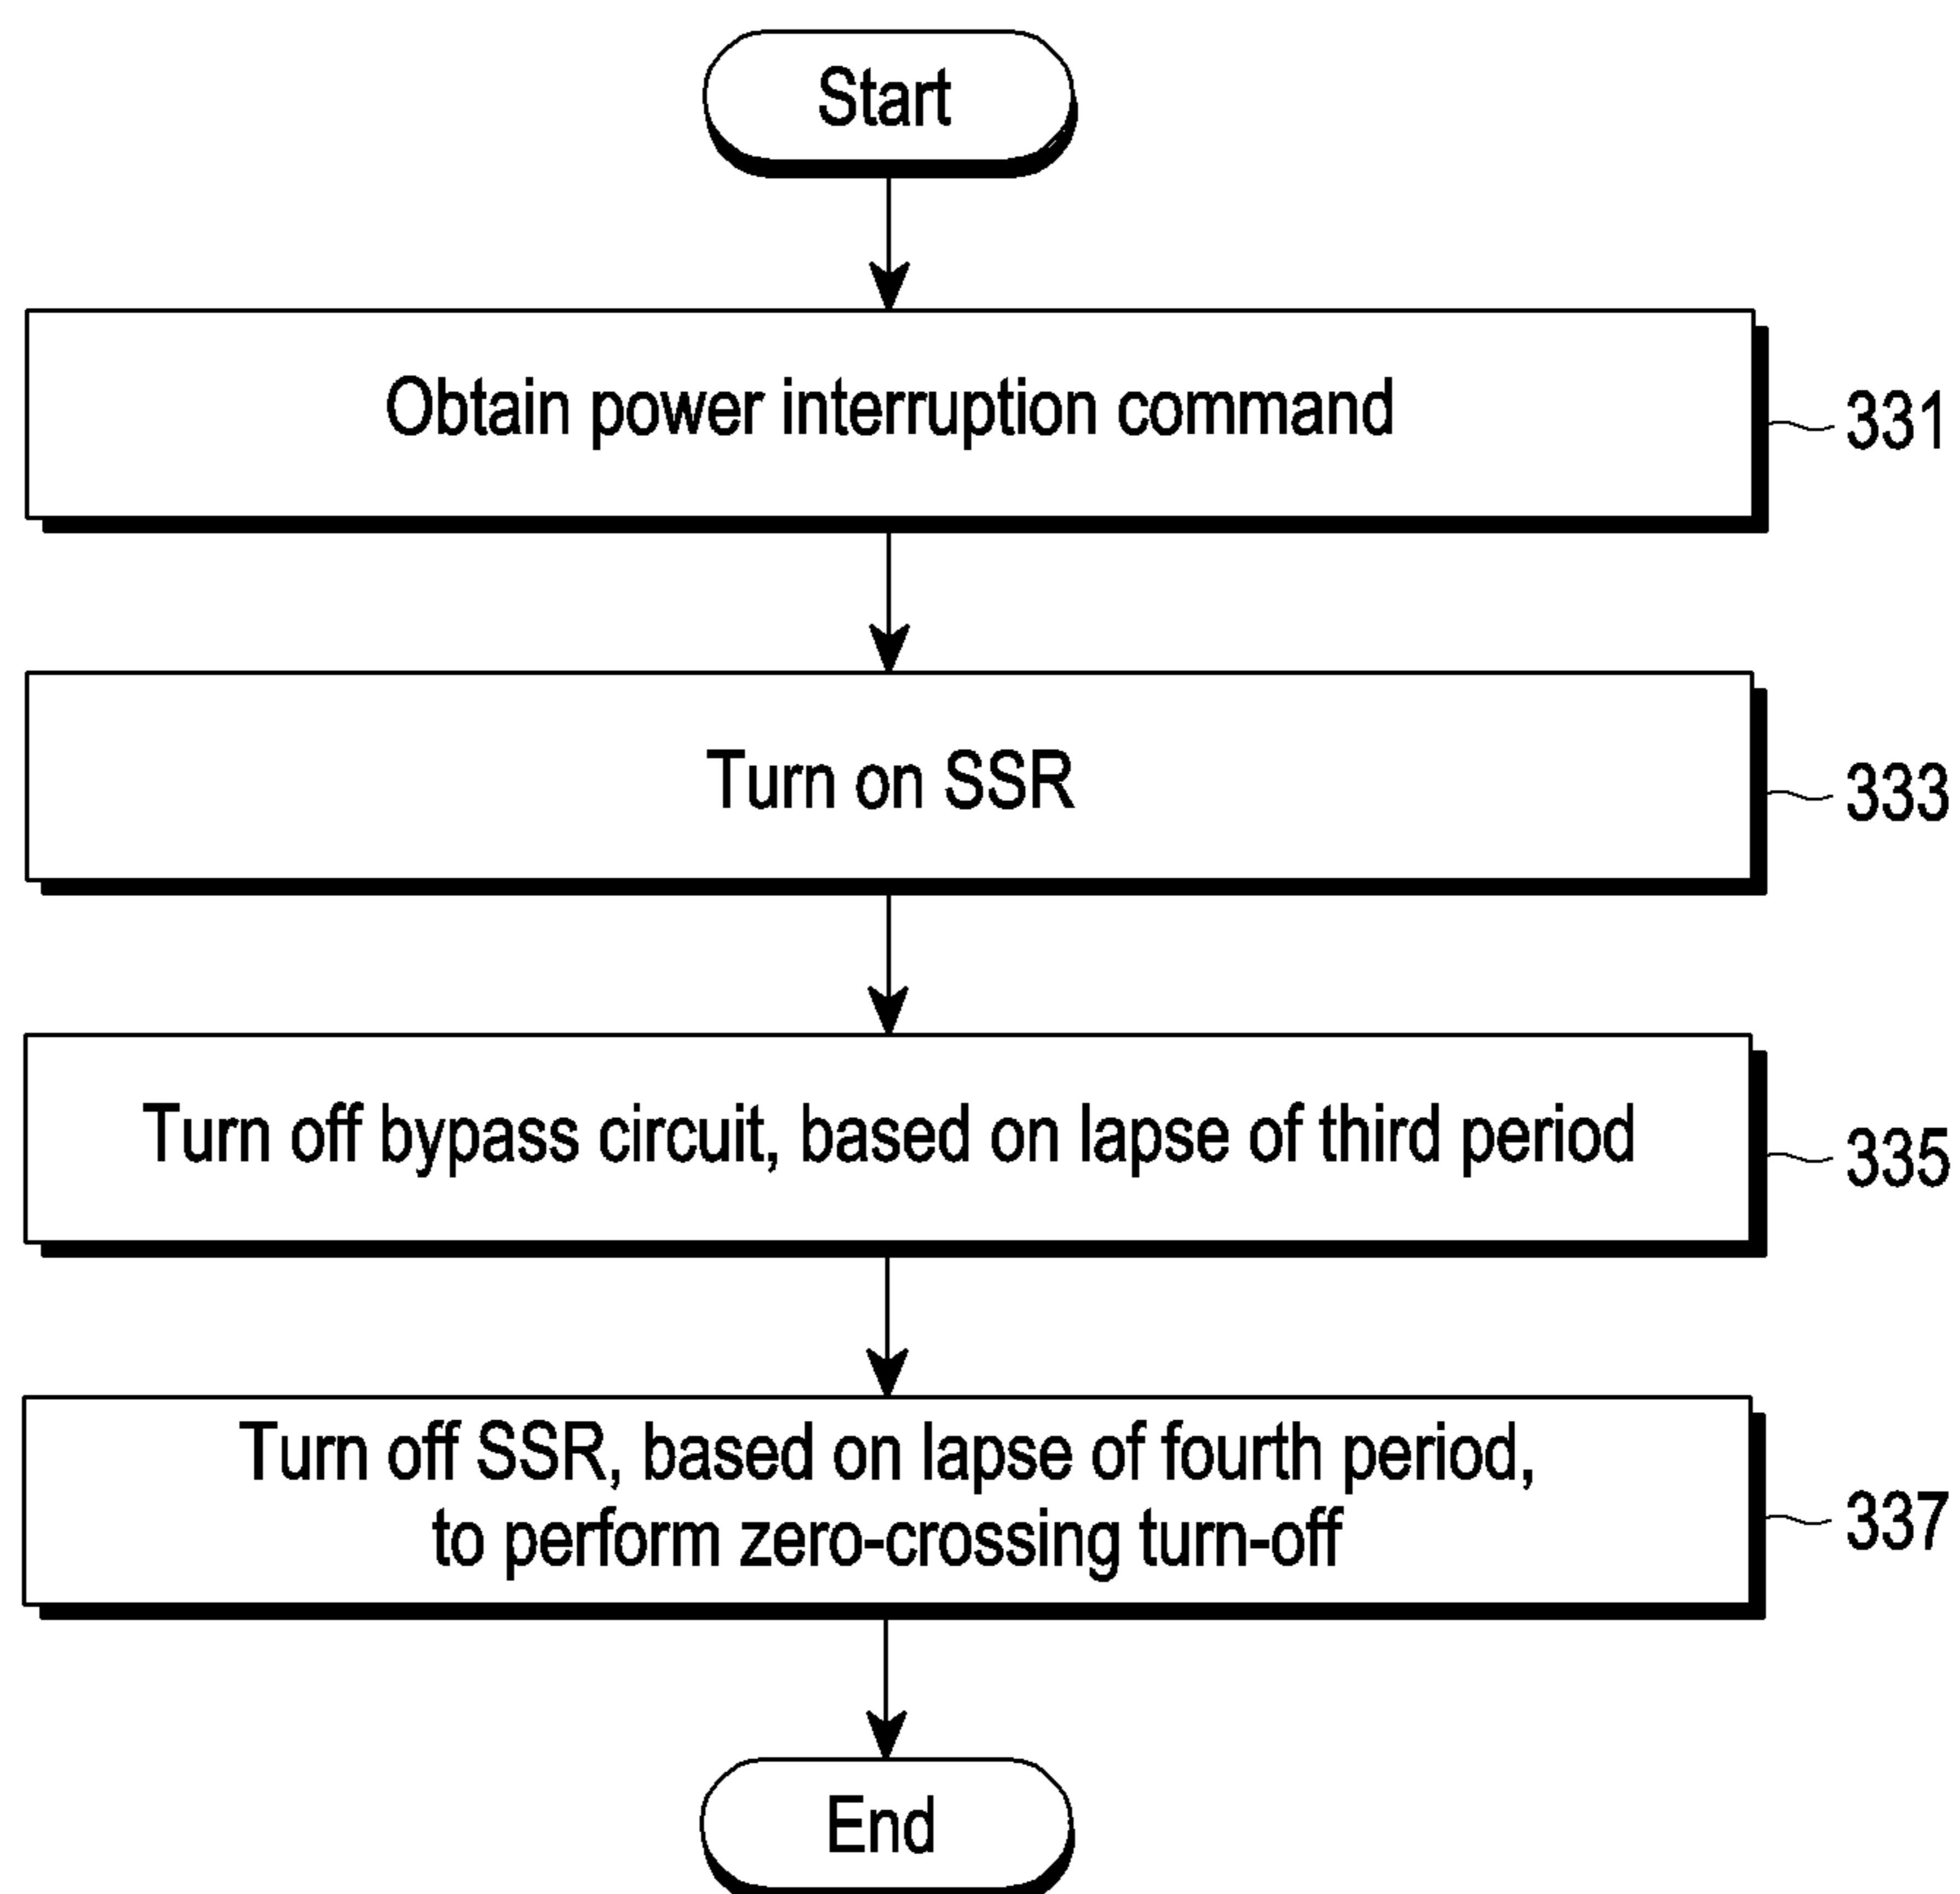 Start
Obtain power interruption command
331
Turn on SSR
333
Turn off bypass circuit, based on lapse of third period
335
Turn off SSR, based on lapse of fourth period,
to perform zero-crossing turn-off
337
End